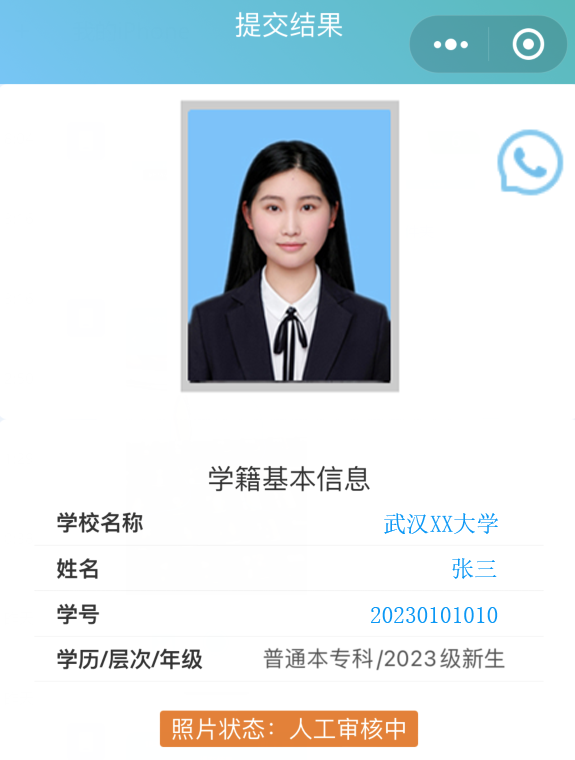 提交结果
学籍基本信息
学校名称 武汉XX大学
姓名 张三
学号 20230101010
学历/层次/年级 普通本专科/2023级新生
照片状态：人工审核中